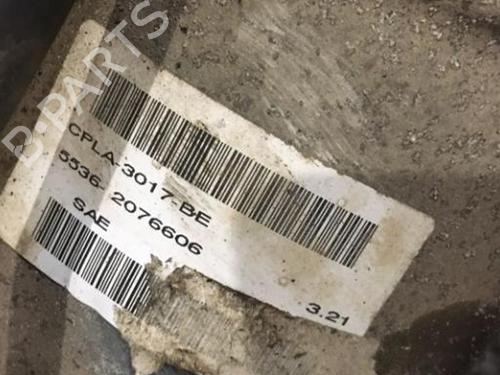 B-PARTS
CPLA-3017-BE
5536- 2076606
SAE
3.21